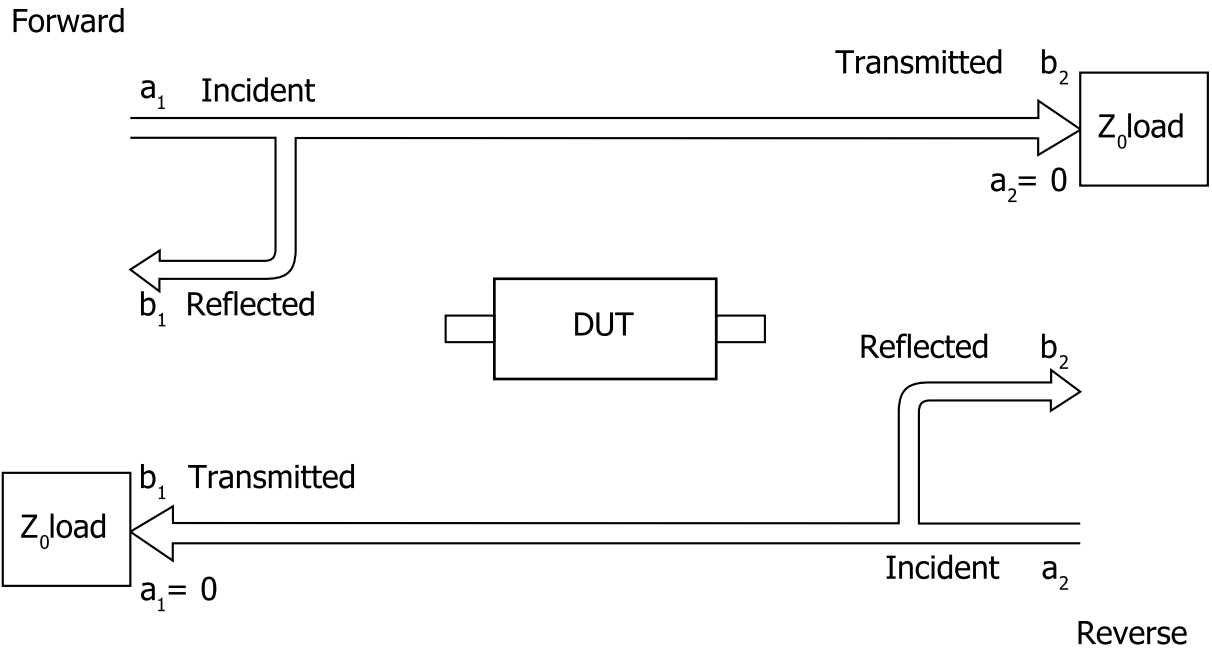 Forward
Transmitted b₂
a₁ Incident
Z₀load
a₂= 0
b₁ Reflected
DUT
Reflected b₂
b₁ Transmitted
Z₀load
Incident a₂
a₁= 0
Reverse